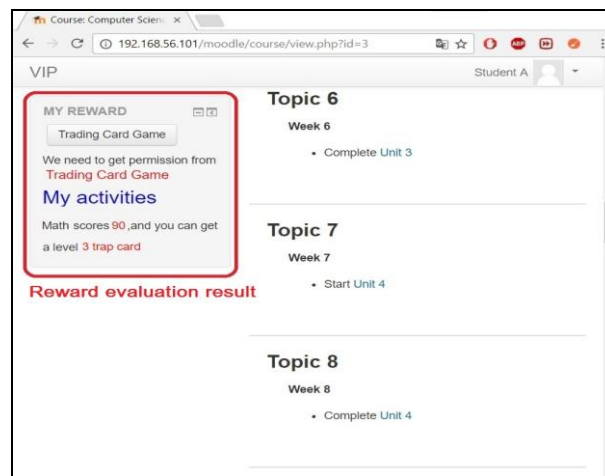 Course: Computer Scienc
192.168.56.101/moodle/course/view.php?id=3
ABP
VIP
Student A
MY REWARD
Trading Card Game
We need to get permission from
Trading Card Game
My activities
Math scores 90 ,and you can get
a level 3 trap card
Reward evaluation result
Topic 6
Week 6
• Complete Unit 3
Topic 7
Week 7
• Start Unit 4
Topic 8
Week 8
• Complete Unit 4